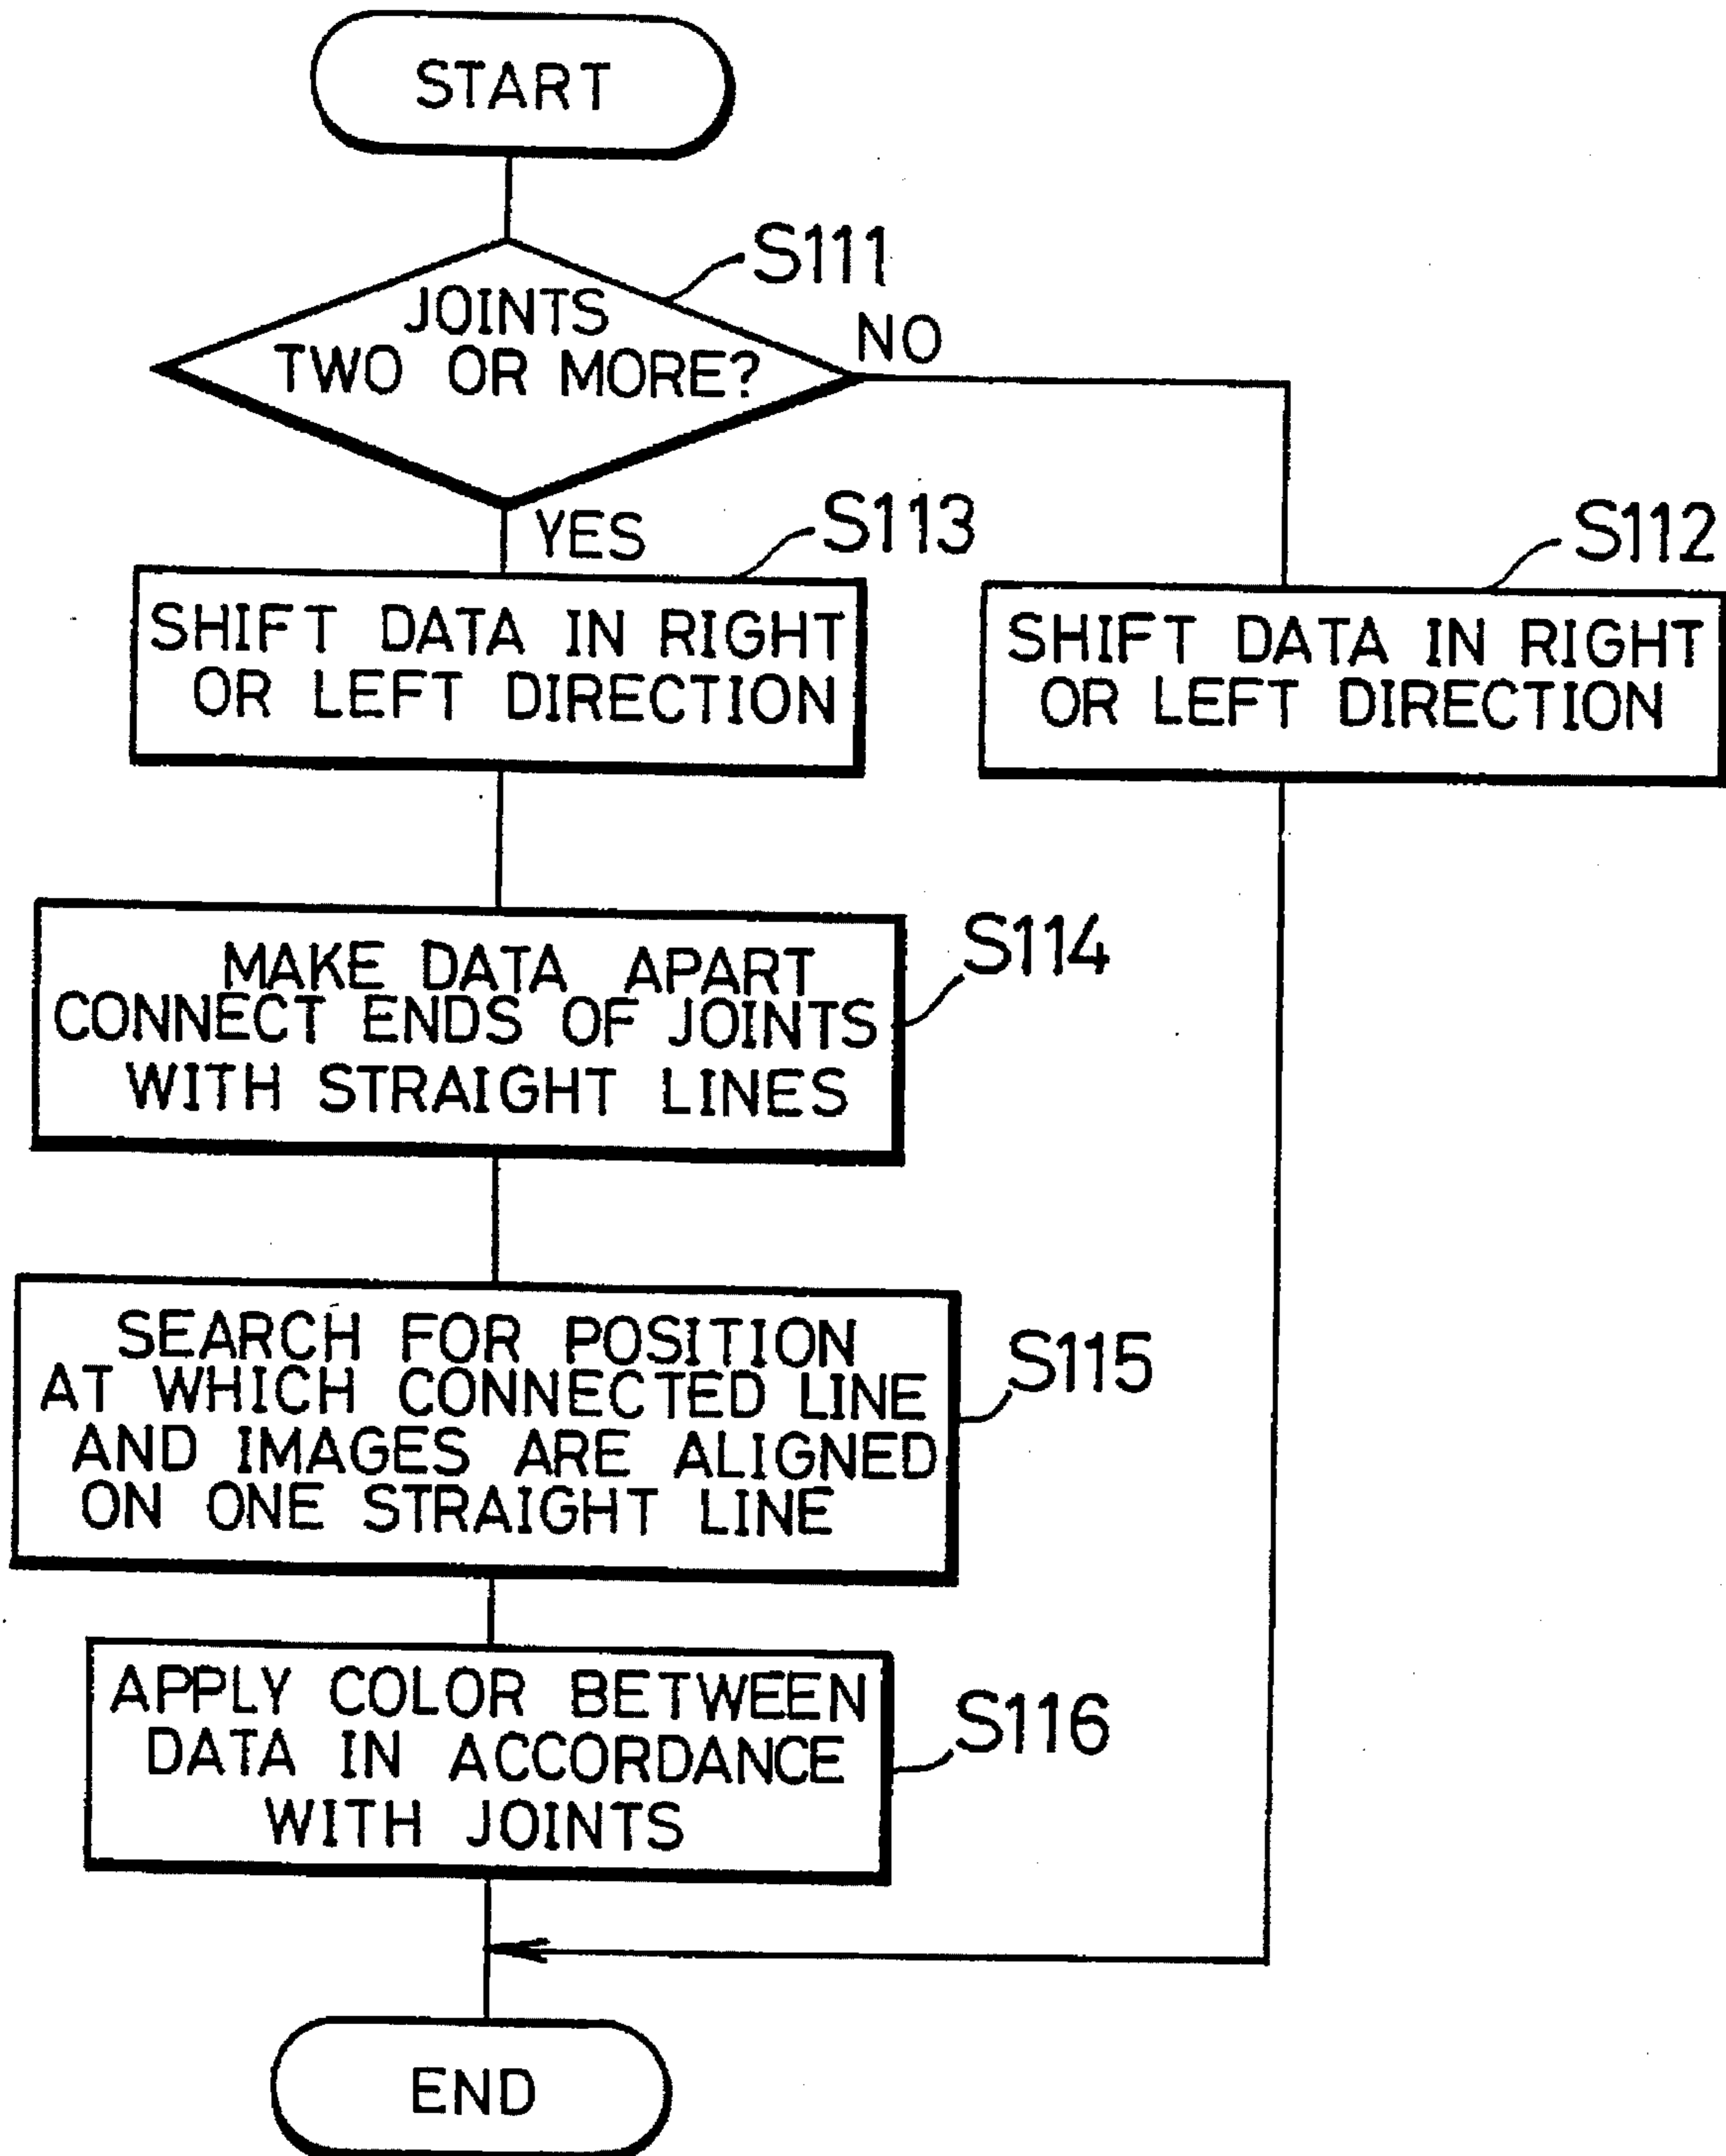 START
S111
JOINTS
TWO OR MORE?
NO
YES
S113
SHIFT DATA IN RIGHT
OR LEFT DIRECTION
S112
SHIFT DATA IN RIGHT
OR LEFT DIRECTION
S114
MAKE DATA APART
CONNECT ENDS OF JOINTS
WITH STRAIGHT LINES
S115
SEARCH FOR POSITION
AT WHICH CONNECTED LINE
AND IMAGES ARE ALIGNED
ON ONE STRAIGHT LINE
S116
APPLY COLOR BETWEEN
DATA IN ACCORDANCE
WITH JOINTS
END